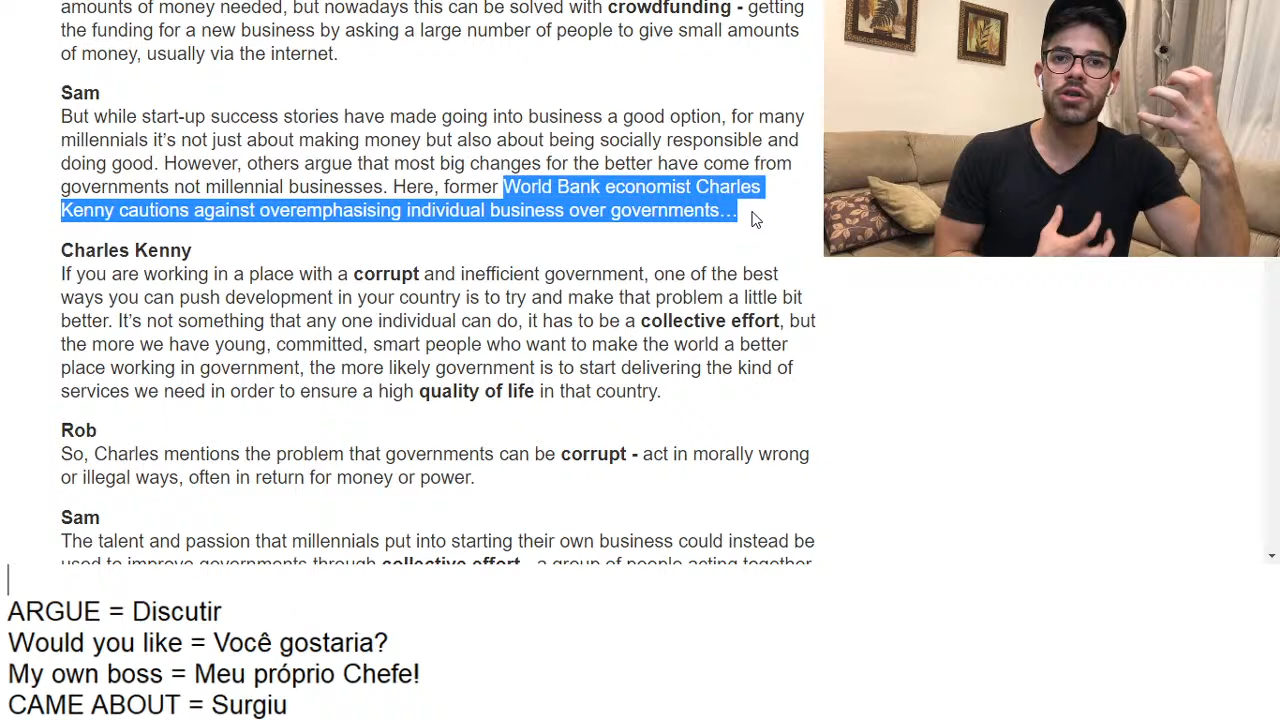 amounts of money needed, but nowadays this can be solved with crowdfunding - getting
the funding for a new business by asking a large number of people to give small amounts
of money, usually via the internet.
Sam
But while start-up success stories have made going into business a good option, for many
millennials it’s not just about making money but also about being socially responsible and
doing good. However, others argue that most big changes for the better have come from
governments not millennial businesses. Here, former World Bank economist Charles
Kenny cautions against overemphasising individual business over governments…
Charles Kenny
If you are working in a place with a corrupt and inefficient government, one of the best
ways you can push development in your country is to try and make that problem a little bit
better. It’s not something that any one individual can do, it has to be a collective effort, but
the more we have young, committed, smart people who want to make the world a better
place working in government, the more likely government is to start delivering the kind of
services we need in order to ensure a high quality of life in that country.
Rob
So, Charles mentions the problem that governments can be corrupt - act in morally wrong
or illegal ways, often in return for money or power.
Sam
The talent and passion that millennials put into starting their own business could instead be
used to improve governments through collective effort - a group of people acting together
ARGUE = Discutir
Would you like = Você gostaria?
My own boss = Meu próprio Chefe!
CAME ABOUT = Surgiu